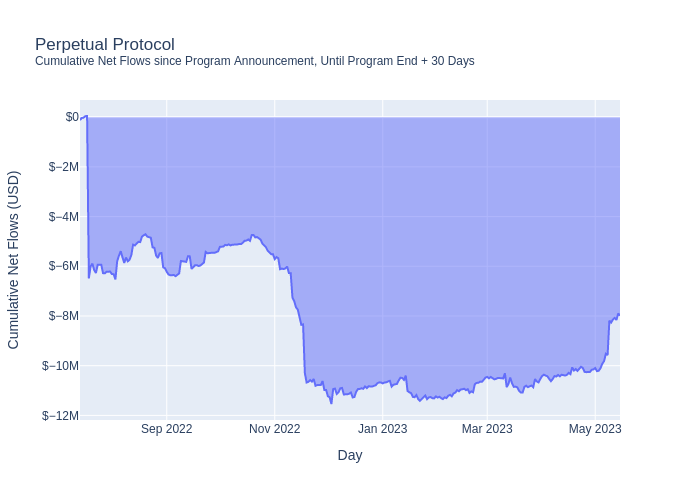 Perpetual Protocol
Cumulative Net Flows since Program Announcement, Until Program End + 30 Days
Cumulative Net Flows (USD)
$0
$−2M
$−4M
$−6M
$−8M
$−10M
$−12M
Sep 2022
Nov 2022
Jan 2023
Mar 2023
May 2023
Day